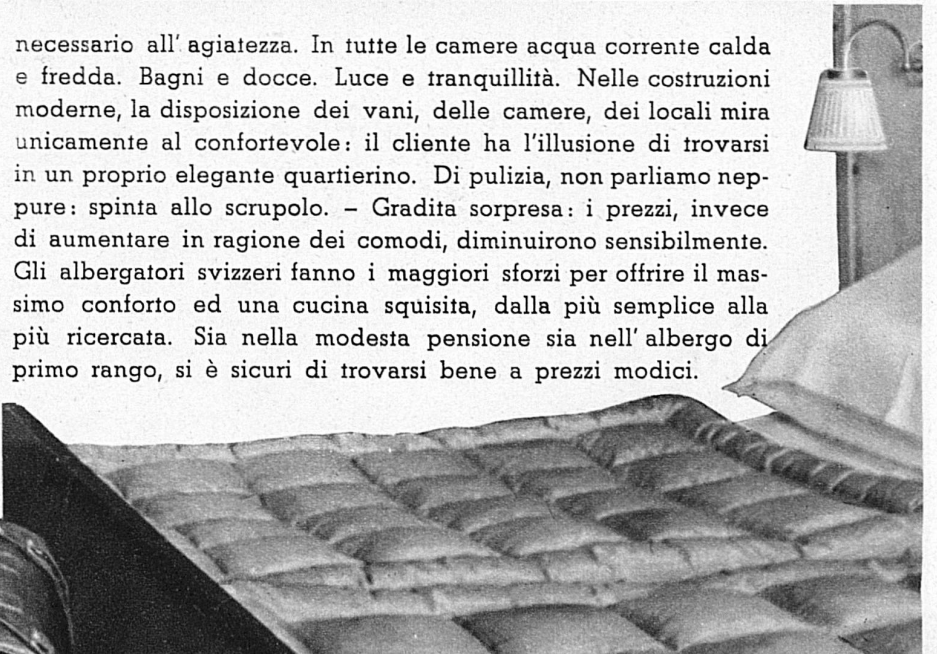 necessario all' agiatezza. In tutte le camere acqua corrente calda
e fredda. Bagni e docce. Luce e tranquillità. Nelle costruzioni
moderne, la disposizione dei vani, delle camere, dei locali mira
unicamente al confortevole: il cliente ha l'illusione di trovarsi
in un proprio elegante quartierino. Di pulizia, non parliamo nep-
pure: spinta allo scrupolo. – Gradita sorpresa: i prezzi, invece
di aumentare in ragione dei comodi, diminuirono sensibilmente.
Gli albergatori svizzeri fanno i maggiori sforzi per offrire il mas-
simo conforto ed una cucina squisita, dalla più semplice alla
più ricercata. Sia nella modesta pensione sia nell' albergo di
primo rango, si è sicuri di trovarsi bene a prezzi modici.